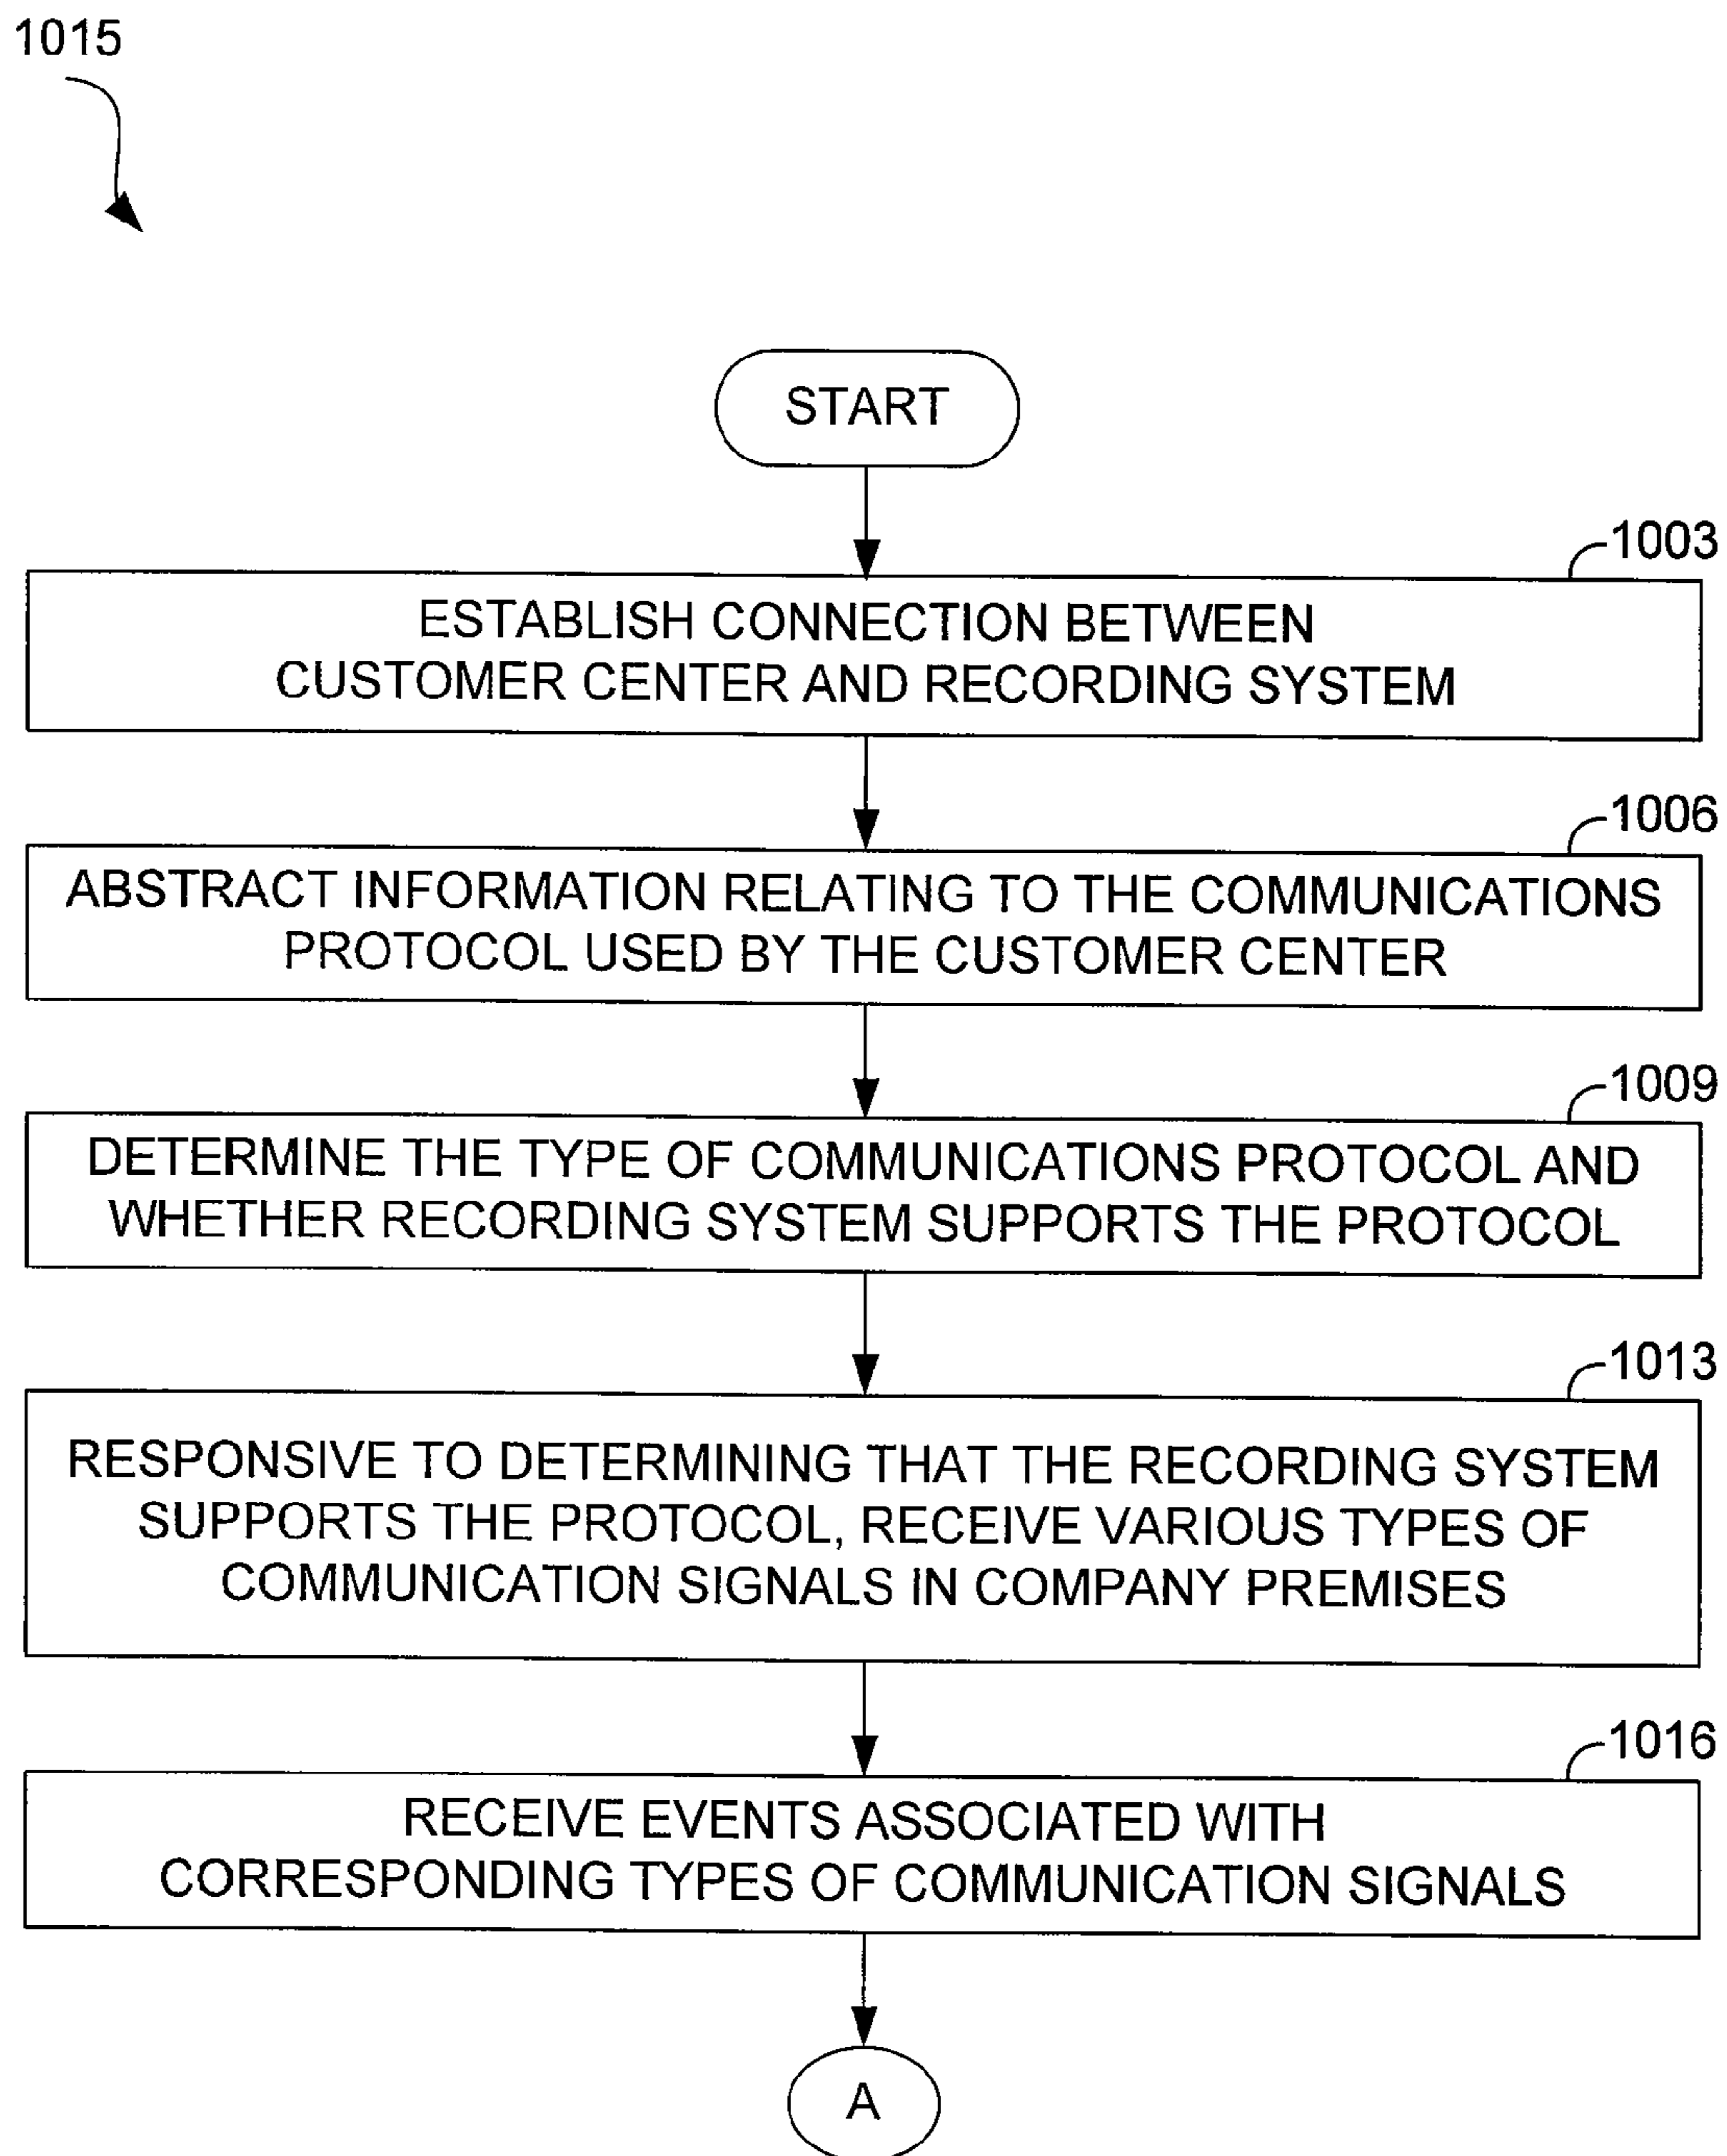 1015
START
1003
ESTABLISH CONNECTION BETWEEN
CUSTOMER CENTER AND RECORDING SYSTEM
1006
ABSTRACT INFORMATION RELATING TO THE COMMUNICATIONS
PROTOCOL USED BY THE CUSTOMER CENTER
1009
DETERMINE THE TYPE OF COMMUNICATIONS PROTOCOL AND
WHETHER RECORDING SYSTEM SUPPORTS THE PROTOCOL
1013
RESPONSIVE TO DETERMINING THAT THE RECORDING SYSTEM
SUPPORTS THE PROTOCOL, RECEIVE VARIOUS TYPES OF
COMMUNICATION SIGNALS IN COMPANY PREMISES
1016
RECEIVE EVENTS ASSOCIATED WITH
CORRESPONDING TYPES OF COMMUNICATION SIGNALS
A